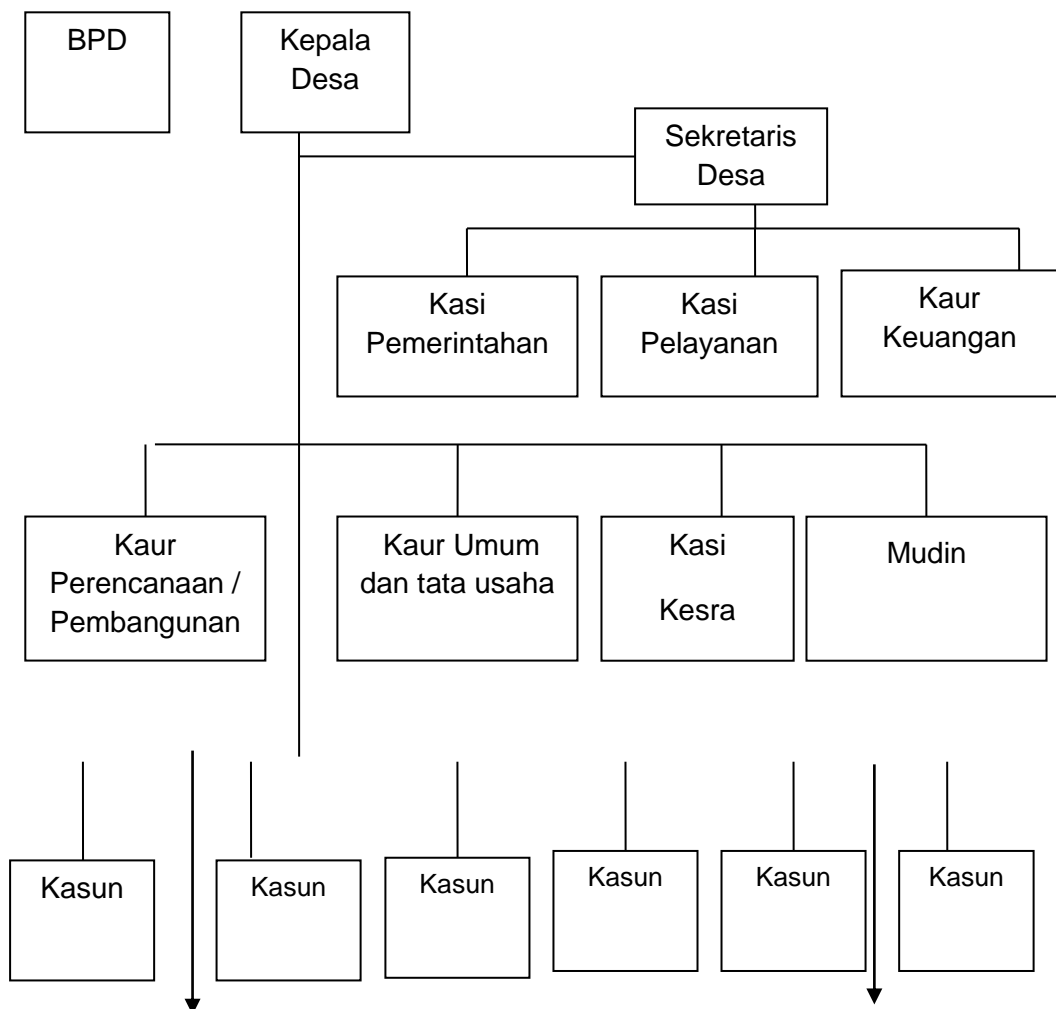 BPD
Kepala
Desa
Sekretaris
Desa
Kasi
Pemerintahan
Kasi
Pelayanan
Kaur
Keuangan
Kaur
Perencanaan /
Pembangunan
Kaur Umum
dan tata usaha
Kasi
Kesra
Mudin
Kasun
Kasun
Kasun
Kasun
Kasun
Kasun